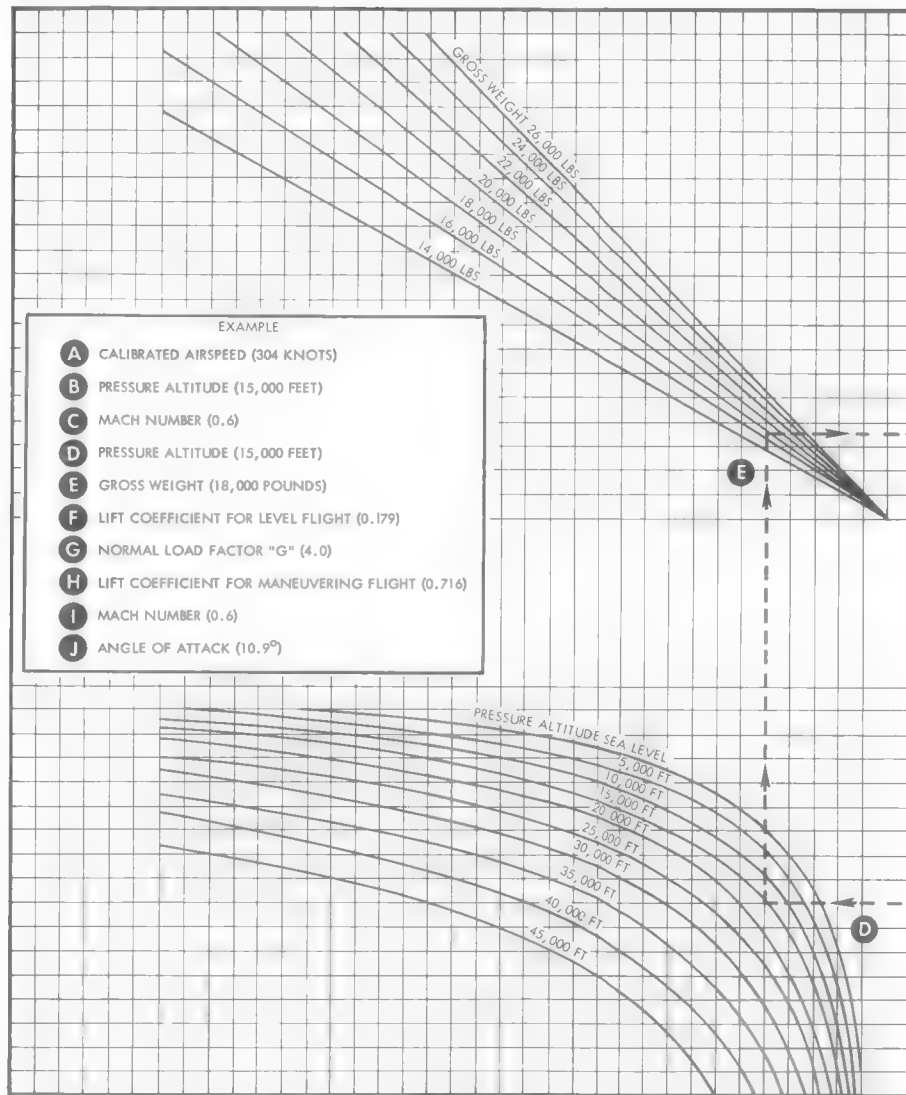 GROSS WEIGHT 26,000 LBS
24,000 LBS
22,000 LBS
20,000 LBS
18,000 LBS
16,000 LBS
14,000 LBS
EXAMPLE
A CALIBRATED AIRSPEED (304 KNOTS)
B PRESSURE ALTITUDE (15,000 FEET)
C MACH NUMBER (0.6)
D PRESSURE ALTITUDE (15,000 FEET)
E GROSS WEIGHT (18,000 POUNDS)
F LIFT COEFFICIENT FOR LEVEL FLIGHT (0.179)
G NORMAL LOAD FACTOR "G" (4.0)
H LIFT COEFFICIENT FOR MANEUVERING FLIGHT (0.716)
I MACH NUMBER (0.6)
J ANGLE OF ATTACK (10.9°)
E
PRESSURE ALTITUDE SEA LEVEL
5,000 FT
10,000 FT
15,000 FT
20,000 FT
25,000 FT
30,000 FT
35,000 FT
40,000 FT
45,000 FT
D